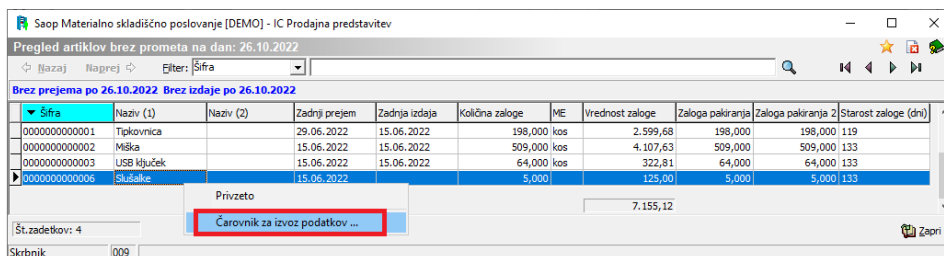 Saop Materialno skladiščno poslovanje [DEMO] - IC Prodajna predstavitev
Pregled artiklov brez prometa na dan: 26.10.2022
Nazaj Naprej Filter: Šifra
Brez prejema po 26.10.2022 Brez izdaje po 26.10.2022
Šifra Naziv (1) Naziv (2) Zadnji prejem Zadnja izdaja Količina zaloge ME Vrednost zaloge Zaloga pakiranja Zaloga pakiranja 2 Starost zaloge (dni)
0000000000001 Tipkovnica 29.06.2022 15.06.2022 198,000 kos 2.599,68 198,000 198,000 119
0000000000002 Miška 15.06.2022 15.06.2022 509,000 kos 4.107,63 509,000 509,000 133
0000000000003 USB ključek 15.06.2022 15.06.2022 64,000 kos 322,81 64,000 64,000 133
0000000000006 Slušalke 15.06.2022 5,000 125,00 5,000 5,000 133
Privzeto
7.155,12
Čarovnik za izvoz podatkov ...
Št.zadetkov: 4 Zapri
Skrbnik 009